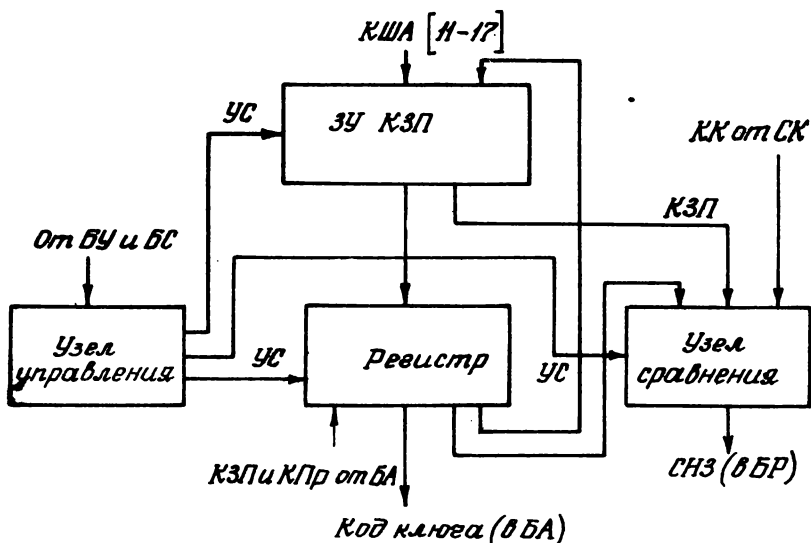 КША [Н-17]
УС
ЗУ КЗП
КК от СК
КЗП
От БУ и БС
Узел
управления
УС
Регистр
УС
Узел
сравнения
КЗП и КПр от БА
СНЗ (в БР)
Код ключа (в БА)